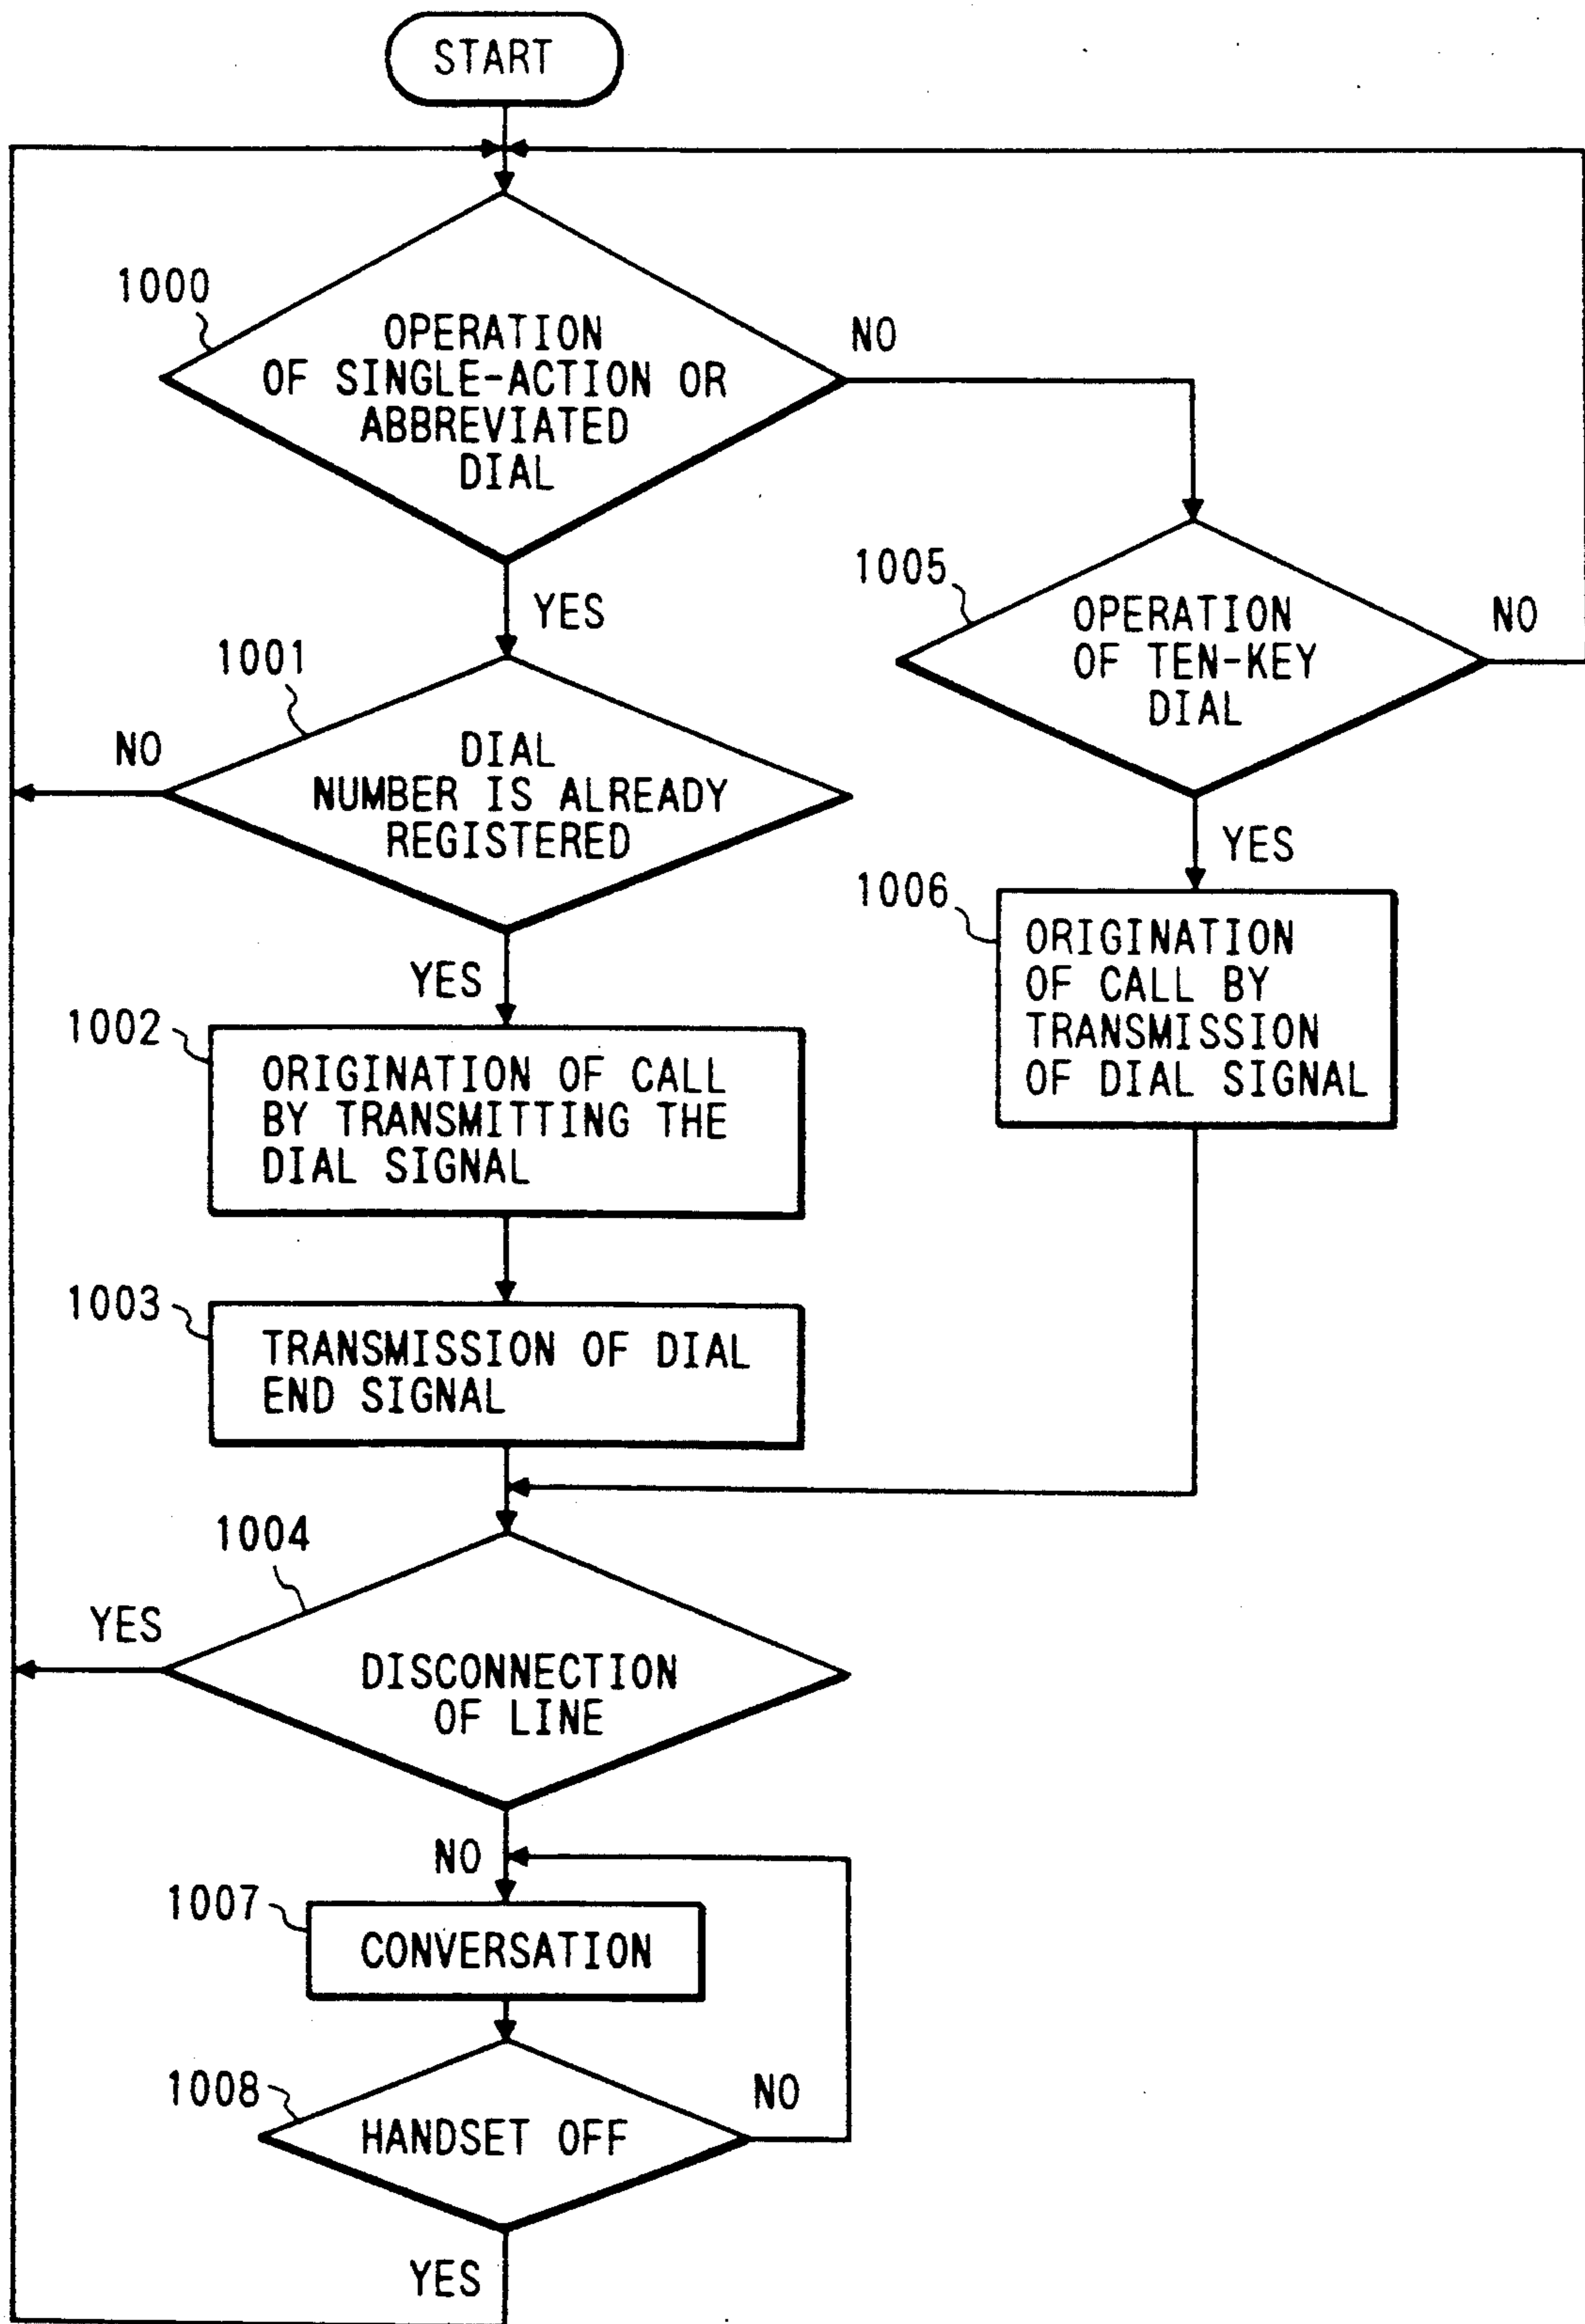 START
1000
OPERATION
OF SINGLE-ACTION OR
ABBREVIATED
DIAL
NO
YES
1005
OPERATION
OF TEN-KEY
DIAL
NO
YES
1001
DIAL
NUMBER IS ALREADY
REGISTERED
NO
YES
1006
ORIGINATION
OF CALL BY
TRANSMISSION
OF DIAL SIGNAL
1002
ORIGINATION OF CALL
BY TRANSMITTING THE
DIAL SIGNAL
1003
TRANSMISSION OF DIAL
END SIGNAL
1004
YES
DISCONNECTION
OF LINE
NO
1007
CONVERSATION
1008
HANDSET OFF
NO
YES